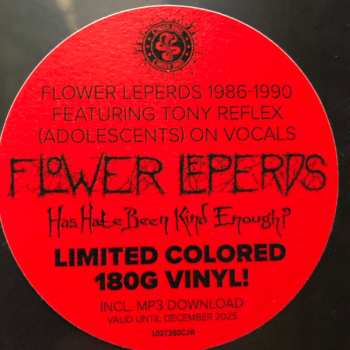 FLOWER LEPERDS 1986-1990
FEATURING TONY REFLEX
(ADOLESCENTS) ON VOCALS
FLOWER LEPERDS
Has Hate Been Kind Enough?
LIMITED COLORED
180G VINYL!
INCL. MP3 DOWNLOAD
VALID UNTIL DECEMBER 2025